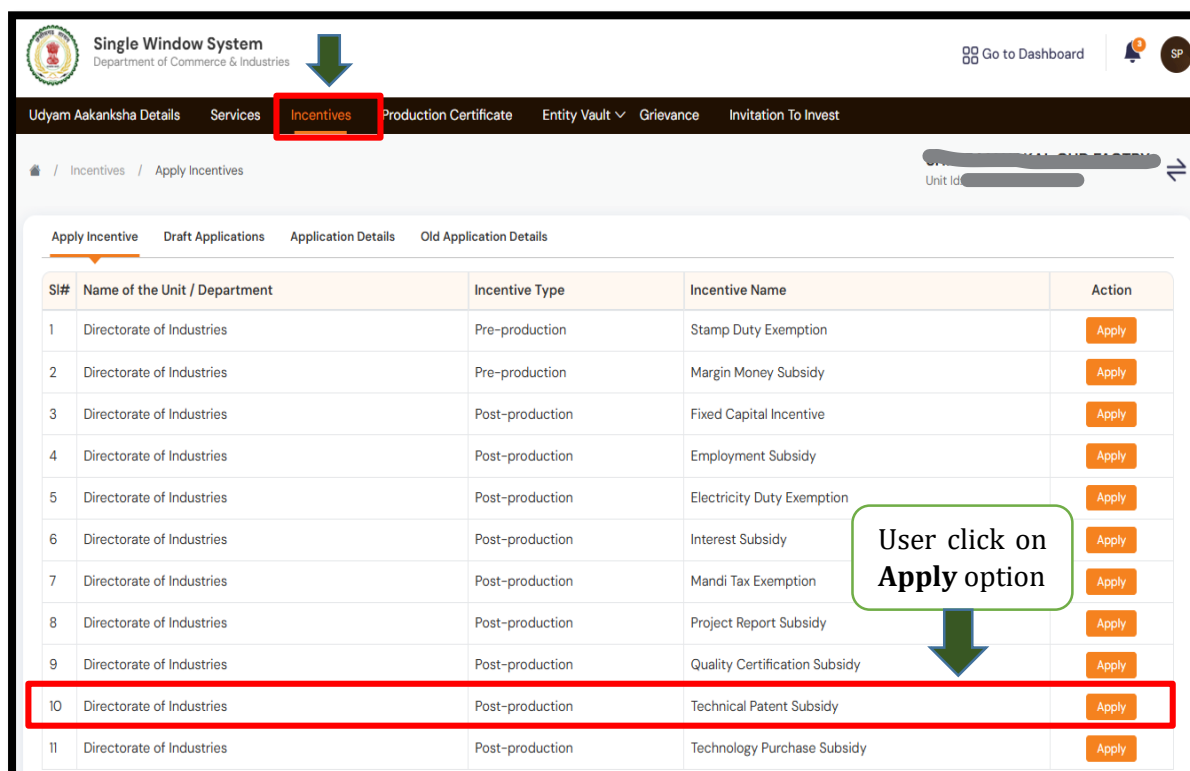 Single Window System
Department of Commerce & Industries
Go to Dashboard
3
SP
Udyam Aakanksha Details Services Incentives Production Certificate Entity Vault Grievance Invitation To Invest
/ Incentives / Apply Incentives
Unit Id:
Apply Incentive Draft Applications Application Details Old Application Details
Sl# Name of the Unit / Department Incentive Type Incentive Name Action
1 Directorate of Industries Pre-production Stamp Duty Exemption Apply
2 Directorate of Industries Pre-production Margin Money Subsidy Apply
3 Directorate of Industries Post-production Fixed Capital Incentive Apply
4 Directorate of Industries Post-production Employment Subsidy Apply
5 Directorate of Industries Post-production Electricity Duty Exemption Apply
6 Directorate of Industries Post-production Interest Subsidy Apply
7 Directorate of Industries Post-production Mandi Tax Exemption Apply
8 Directorate of Industries Post-production Project Report Subsidy Apply
9 Directorate of Industries Post-production Quality Certification Subsidy Apply
10 Directorate of Industries Post-production Technical Patent Subsidy Apply
11 Directorate of Industries Post-production Technology Purchase Subsidy Apply
User click on
Apply option